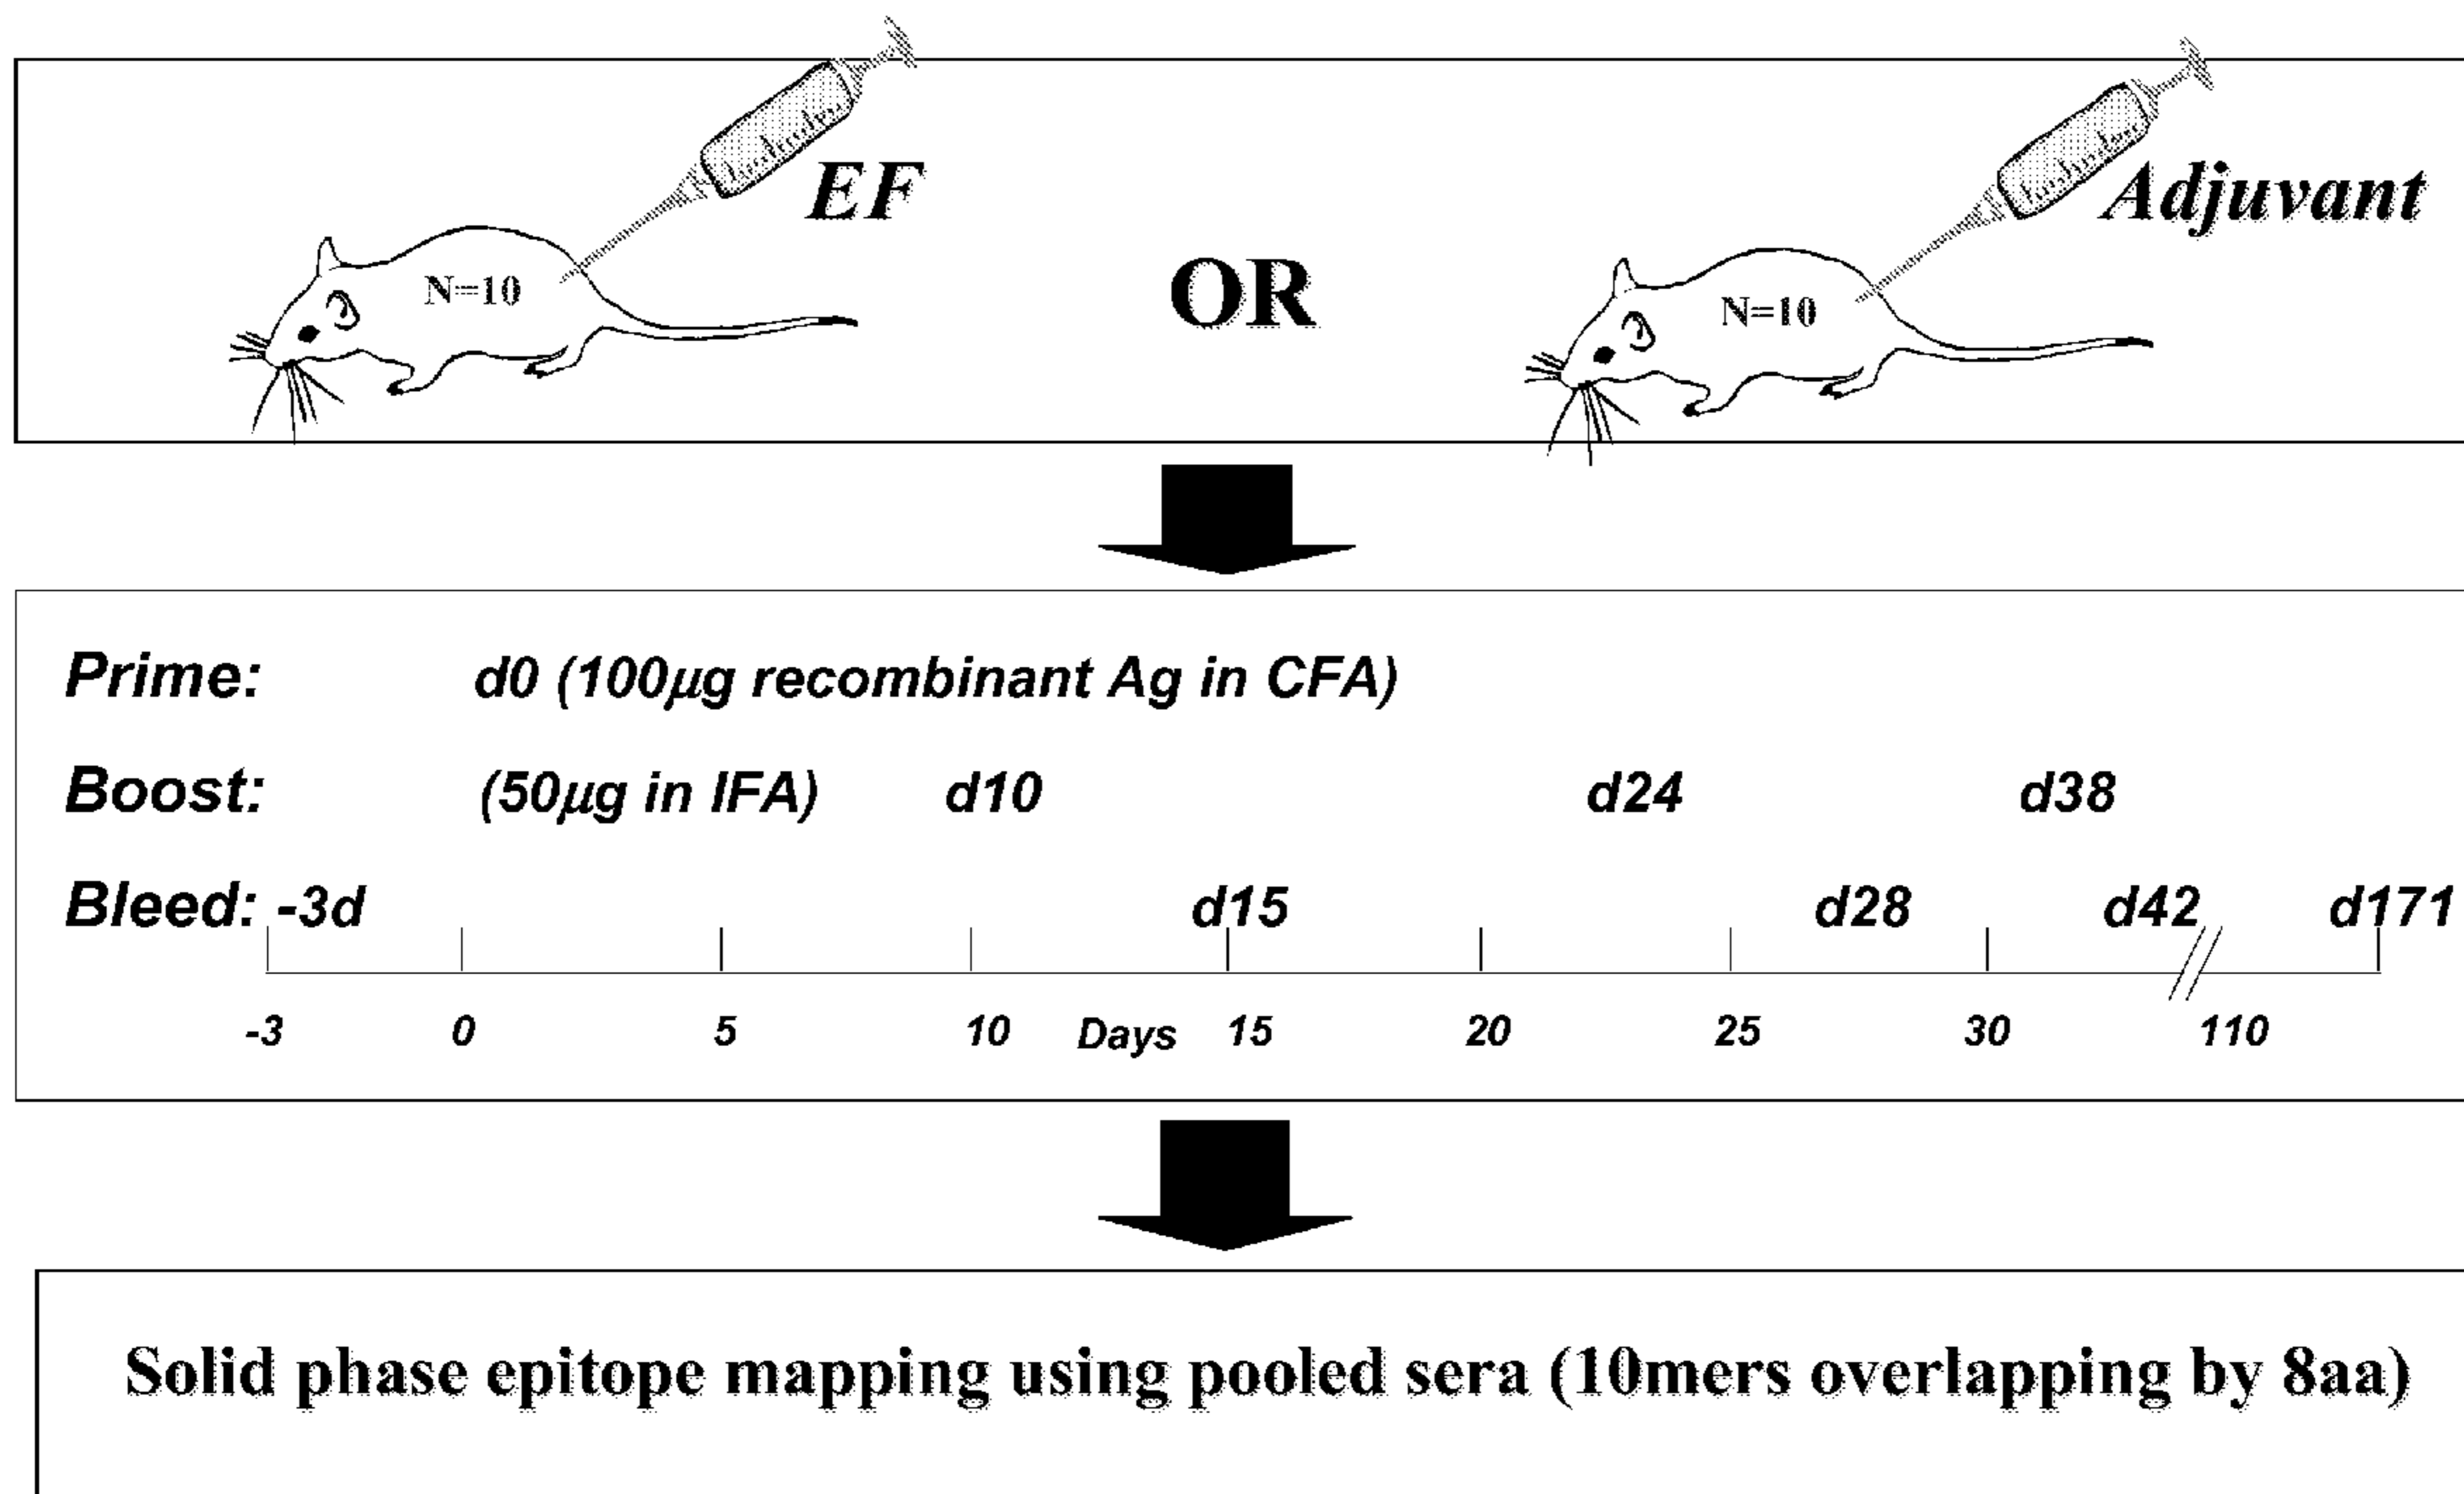 EF
Adjuvant
N=10
OR
N=10
Prime: d0 (100µg recombinant Ag in CFA)
Boost: (50µg in IFA) d10 d24 d38
Bleed: -3d d15 d28 d42 d171
-3 0 5 10 Days 15 20 25 30 110
Solid phase epitope mapping using pooled sera (10mers overlapping by 8aa)